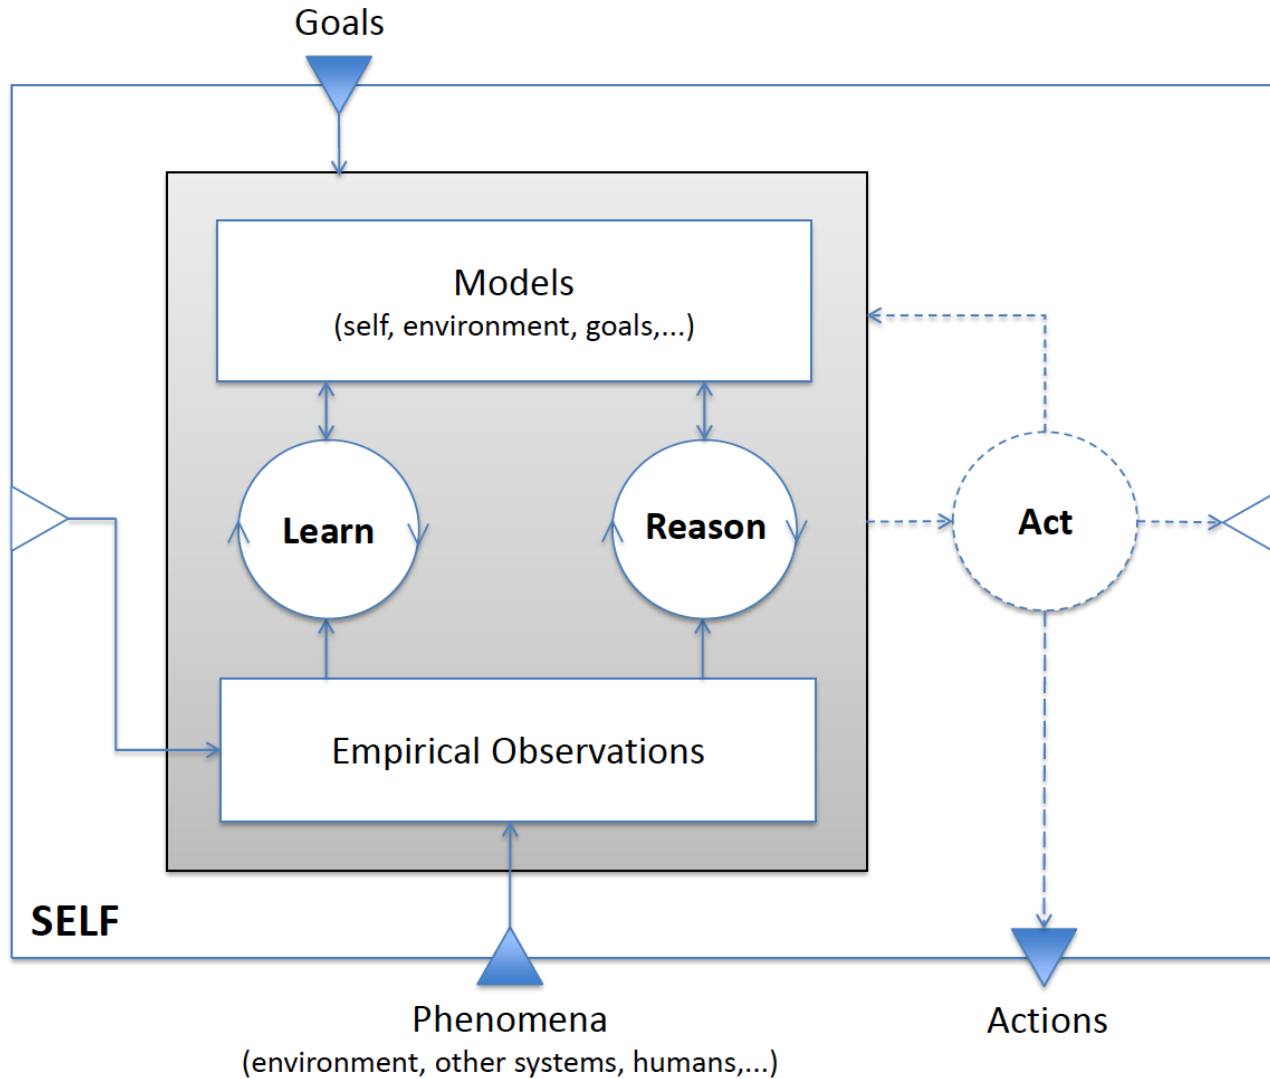 Goals
Models
(self, environment, goals,...)
Learn
Reason
Act
Empirical Observations
SELF
Phenomena
(environment, other systems, humans,...)
Actions